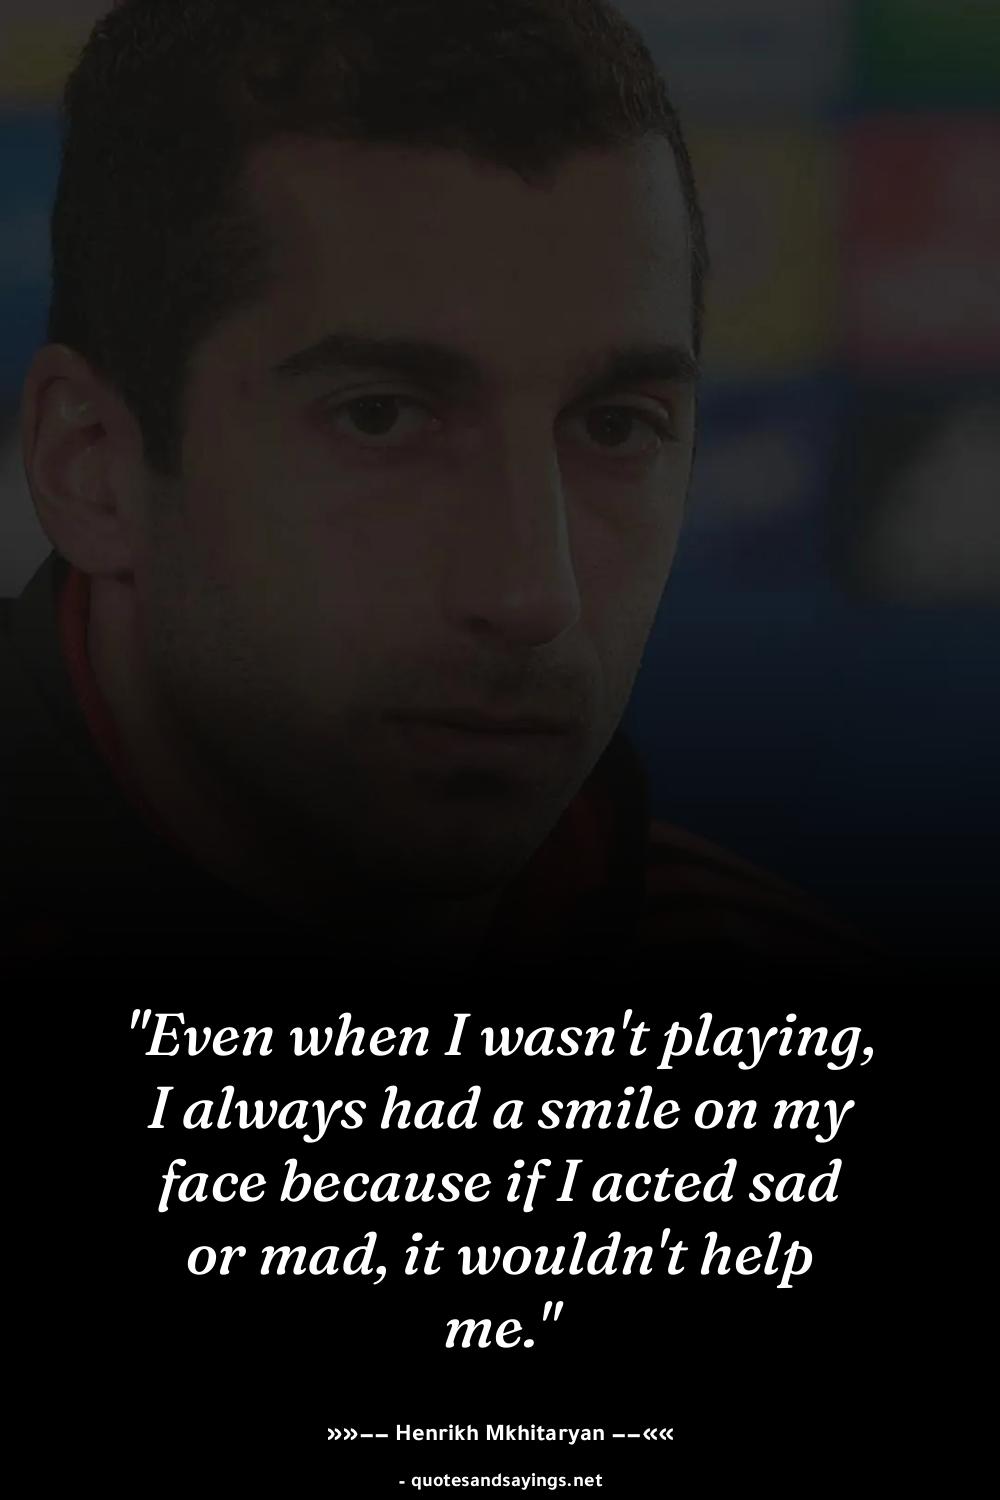 "Even when I wasn't playing,
I always had a smile on my
face because if I acted sad
or mad, it wouldn't help
me."
»»–– Henrikh Mkhitaryan ––««
- quotesandsayings.net